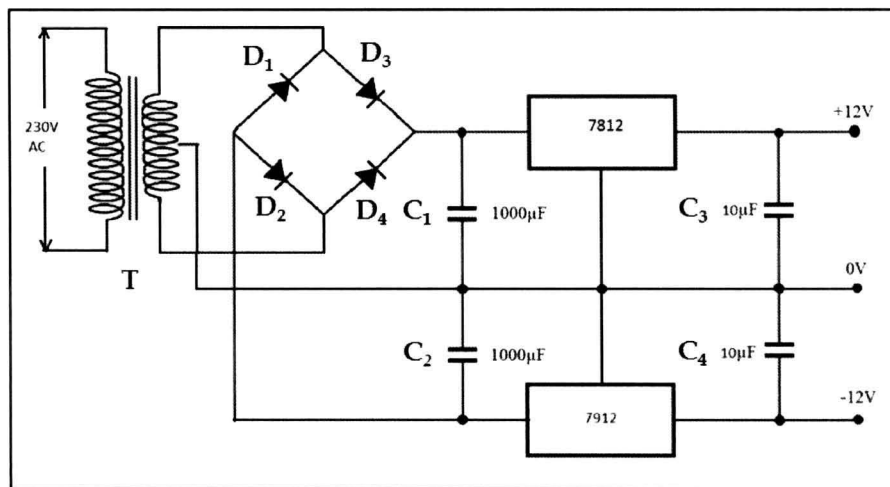 D1
D3
230V
AC
7812
+12V
D2
D4
C1
1000µF
C3
10µF
T
0V
C2
1000µF
C4
10µF
-12V
7912